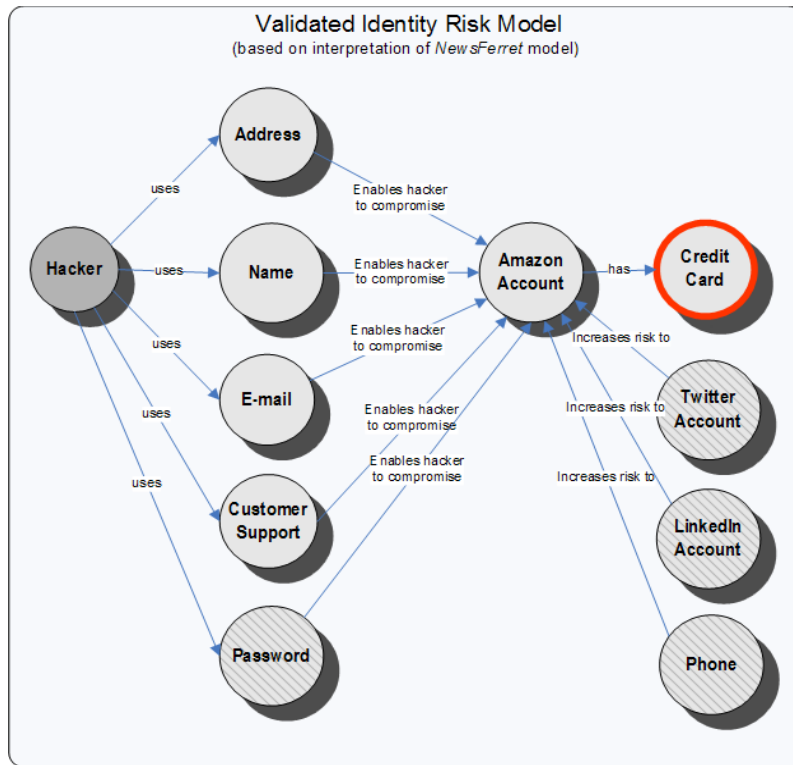 Validated Identity Risk Model
(based on interpretation of NewsFerret model)
Address
uses
Enables hacker
to compromise
Hacker
uses
Name
Enables hacker
to compromise
Amazon
Account
has
Credit
Card
uses
E-mail
Enables hacker
to compromise
Increases risk to
Twitter
Account
uses
Customer
Support
Enables hacker
to compromise
Increases risk to
LinkedIn
Account
uses
Password
Enables hacker
to compromise
Increases risk to
Phone